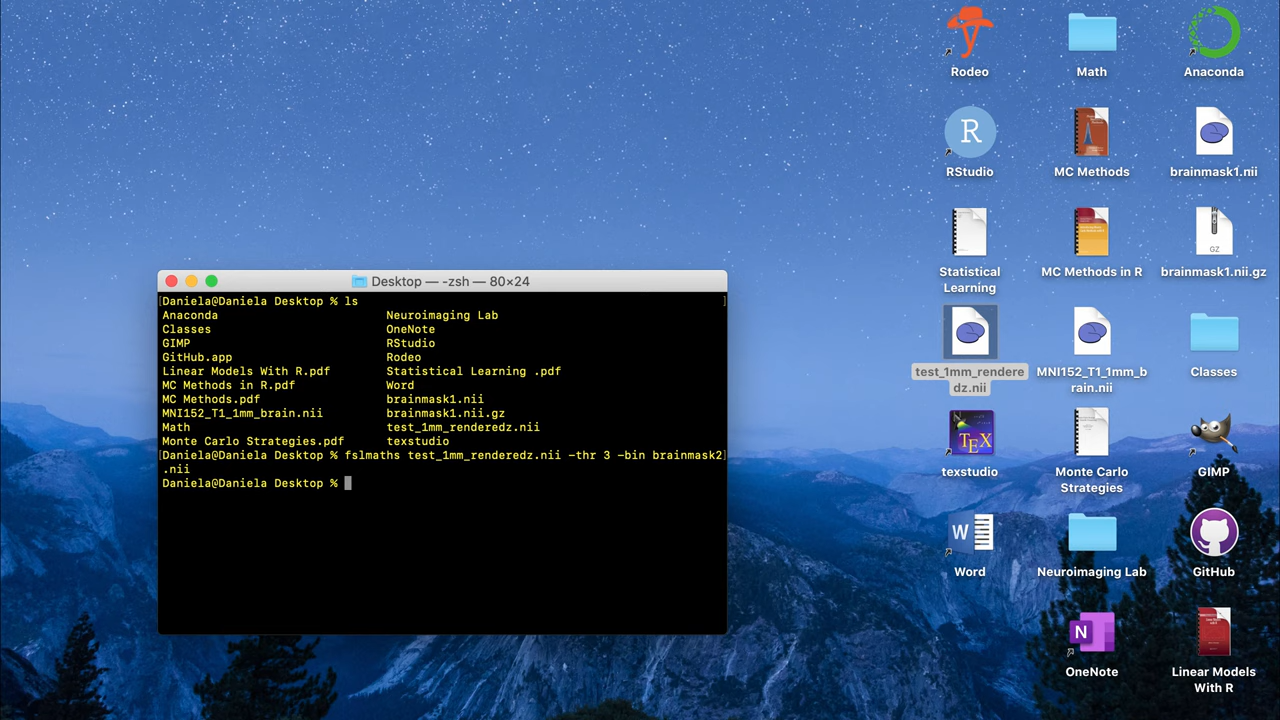 Desktop — -zsh — 80×24
[Daniela@Daniela Desktop % ls ]
Anaconda Neuroimaging Lab
Classes OneNote
GIMP RStudio
GitHub.app Rodeo
Linear Models With R.pdf Statistical Learning .pdf
MC Methods in R.pdf Word
MC Methods.pdf brainmask1.nii
MNI152_T1_1mm_brain.nii brainmask1.nii.gz
Math test_1mm_renderedz.nii
Monte Carlo Strategies.pdf texstudio
[Daniela@Daniela Desktop % fslmaths test_1mm_renderedz.nii -thr 3 -bin brainmask2]
.nii
Daniela@Daniela Desktop %
Rodeo
Math
Anaconda
R
RStudio
MC Methods
brainmask1.nii
Statistical
Learning
MC Methods in R
GZ
brainmask1.nii.gz
test_1mm_rendere
dz.nii
MNI152_T1_1mm_b
rain.nii
Classes
TEX
texstudio
Monte Carlo
Strategies
GIMP
W
Word
Neuroimaging Lab
GitHub
N
OneNote
Linear Models
With R